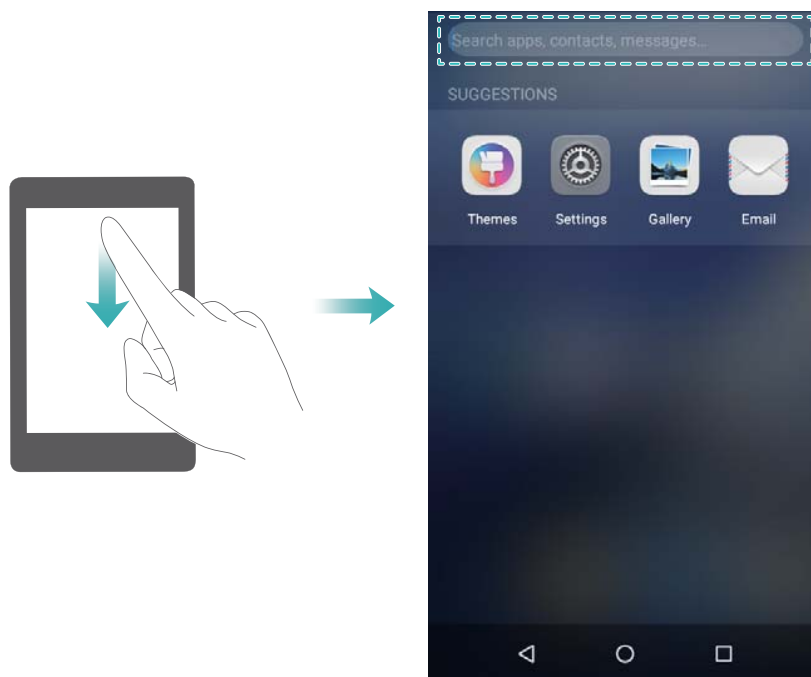 Search apps, contacts, messages...
SUGGESTIONS
Themes Settings Gallery Email